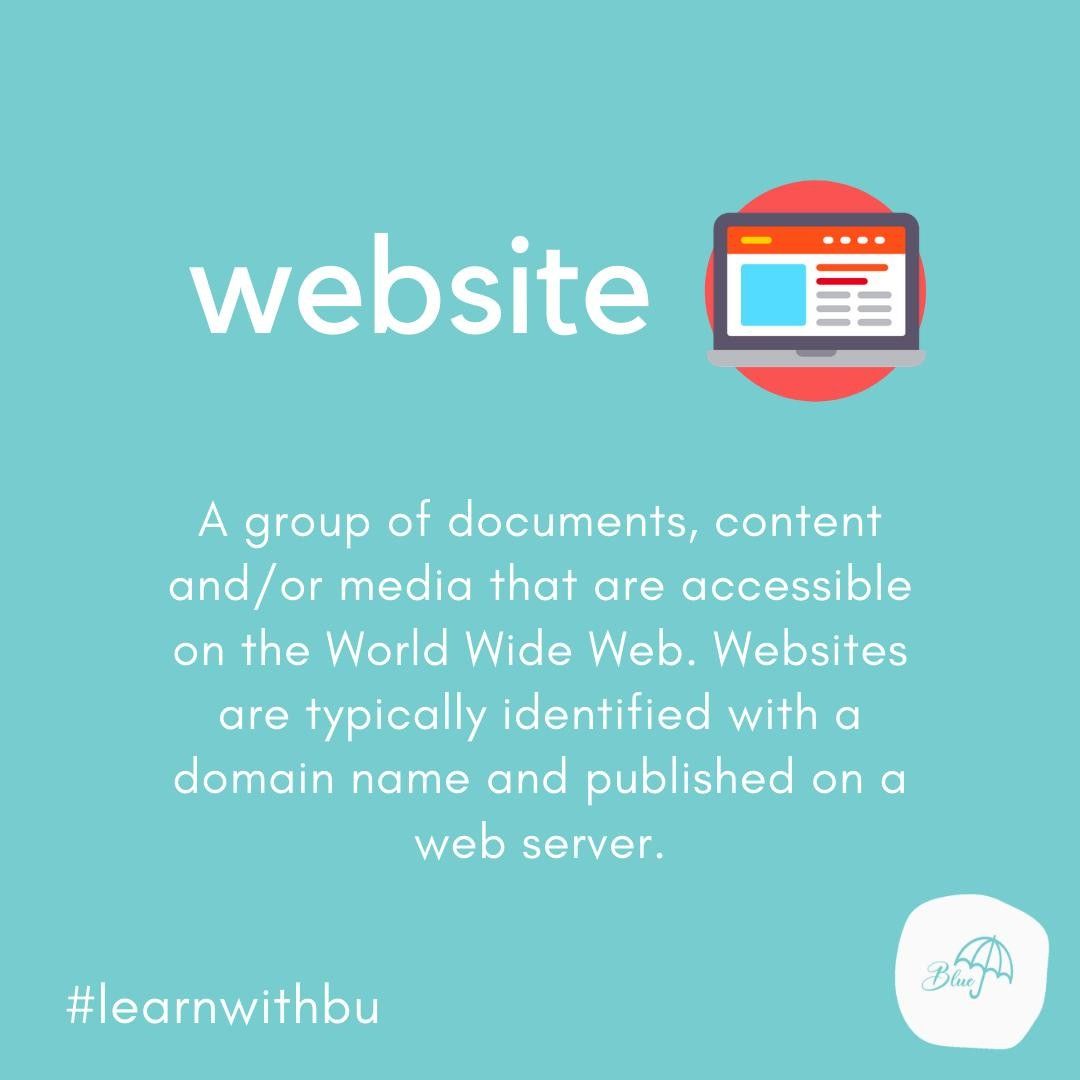 website
A group of documents, content
and/or media that are accessible
on the World Wide Web. Websites
are typically identified with a
domain name and published on a
web server.
#learnwithbu
Blue